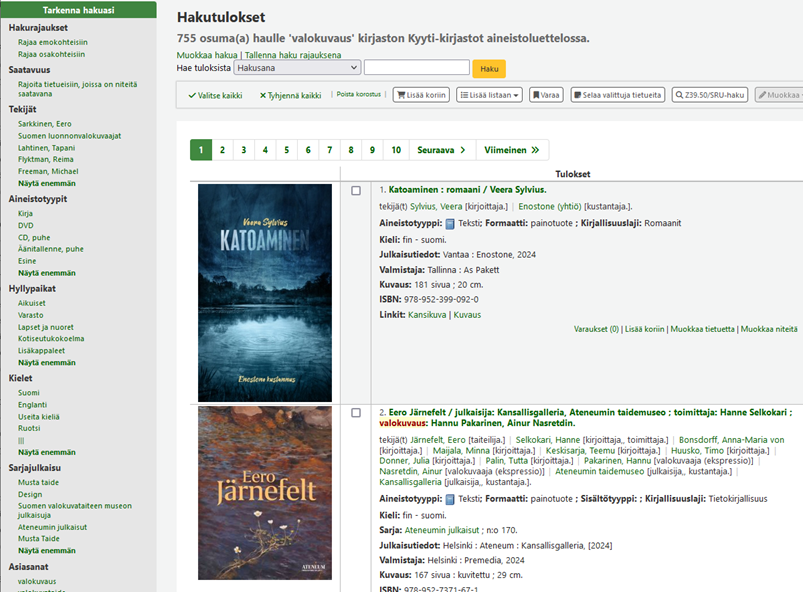 Tarkenna hakuasi
Hakurajaukset
Rajaa emokohteisiin
Rajaa osakohteisiin
Saatavuus
Rajoita tietueisiin, joissa on niteitä
saatavana
Tekijät
Sarkkinen, Eero
Suomen luonnonvalokuvaajat
Lahtinen, Tapani
Flyktman, Reima
Freeman, Michael
Näytä enemmän
Aineistotyypit
Kirja
DVD
CD, puhe
Äänitallenne, puhe
Esine
Näytä enemmän
Hyllypaikat
Aikuiset
Varasto
Lapset ja nuoret
Kotiseutukokoelma
Lisäkappaleet
Näytä enemmän
Kielet
Suomi
Englanti
Useita kieliä
Ruotsi
|||
Näytä enemmän
Sarjajulkaisu
Musta taide
Design
Suomen valokuvataiteen museon
julkaisuja
Ateneumin julkaisut
Musta Taide
Näytä enemmän
Asiasanat
valokuvaus
valokuvataide
Hakutulokset
755 osuma(a) haulle 'valokuvaus' kirjaston Kyyti-kirjastot aineistoluettelossa.
Muokkaa hakua | Tallenna haku rajauksena
Hae tuloksista Hakusana Haku
Valitse kaikki Tyhjennä kaikki | Poista korostus | Lisää koriin Lisää listaan Varaa Selaa valittuja tietueita Z39.50/SRU-haku Muokkaa
1 2 3 4 5 6 7 8 9 10 Seuraava Viimeinen
Tulokset
Veera Sylvius
KATOAMINEN
Enostone kustannus
1. Katoaminen : romaani / Veera Sylvius.
tekijä(t) Sylvius, Veera [kirjoittaja.] | Enostone (yhtiö) [kustantaja.].
Aineistotyyppi: Teksti; Formaatti: painotuote ; Kirjallisuuslaji: Romaanit
Kieli: fin - suomi.
Julkaisutiedot: Vantaa : Enostone, 2024
Valmistaja: Tallinna : As Pakett
Kuvaus: 181 sivua ; 20 cm.
ISBN: 978-952-399-092-0
Linkit: Kansikuva | Kuvaus
Varaukset (0) | Lisää koriin | Muokkaa tietuetta | Muokkaa niteitä
Eero
Järnefelt
ATENEUM
2. Eero Järnefelt / julkaisija: Kansallisgalleria, Ateneumin taidemuseo ; toimittaja: Hanne Selkokari ;
valokuvaus: Hannu Pakarinen, Ainur Nasretdin.
tekijä(t) Järnefelt, Eero [taiteilija.] | Selkokari, Hanne [kirjoittaja,, toimittaja.] | Bonsdorff, Anna-Maria von
[kirjoittaja.] | Maijala, Minna [kirjoittaja.] | Keskisarja, Teemu [kirjoittaja.] | Huusko, Timo [kirjoittaja.] |
Donner, Julia [kirjoittaja.] | Palin, Tutta [kirjoittaja.] | Pakarinen, Hannu [valokuvaaja (ekspressio)] |
Nasretdin, Ainur [valokuvaaja (ekspressio)] | Ateneumin taidemuseo [julkaisija,, kustantaja.] |
Kansallisgalleria [julkaisija,, kustantaja.].
Aineistotyyppi: Teksti; Formaatti: painotuote ; Sisältötyyppi: ; Kirjallisuuslaji: Tietokirjallisuus
Kieli: fin - suomi.
Sarja: Ateneumin julkaisut ; n:o 170.
Julkaisutiedot: Helsinki : Ateneum : Kansallisgalleria, [2024]
Valmistaja: Helsinki : Premedia, 2024
Kuvaus: 167 sivua : kuvitettu ; 29 cm.
ISBN: 978-952-7371-67-1